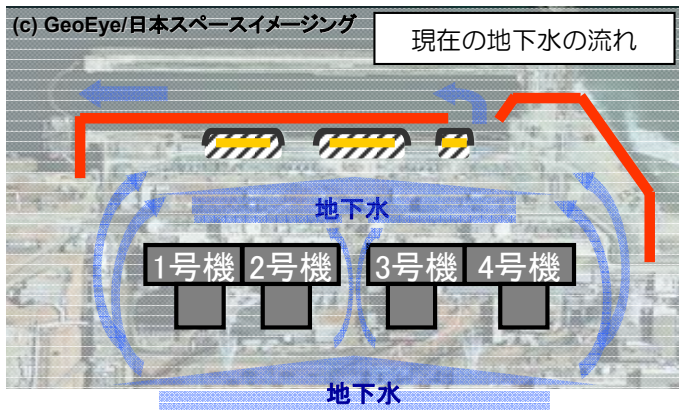 (c) GeoEye/日本スペースイメージング
現在の地下水の流れ
地下水
1号機
2号機
3号機
4号機
地下水